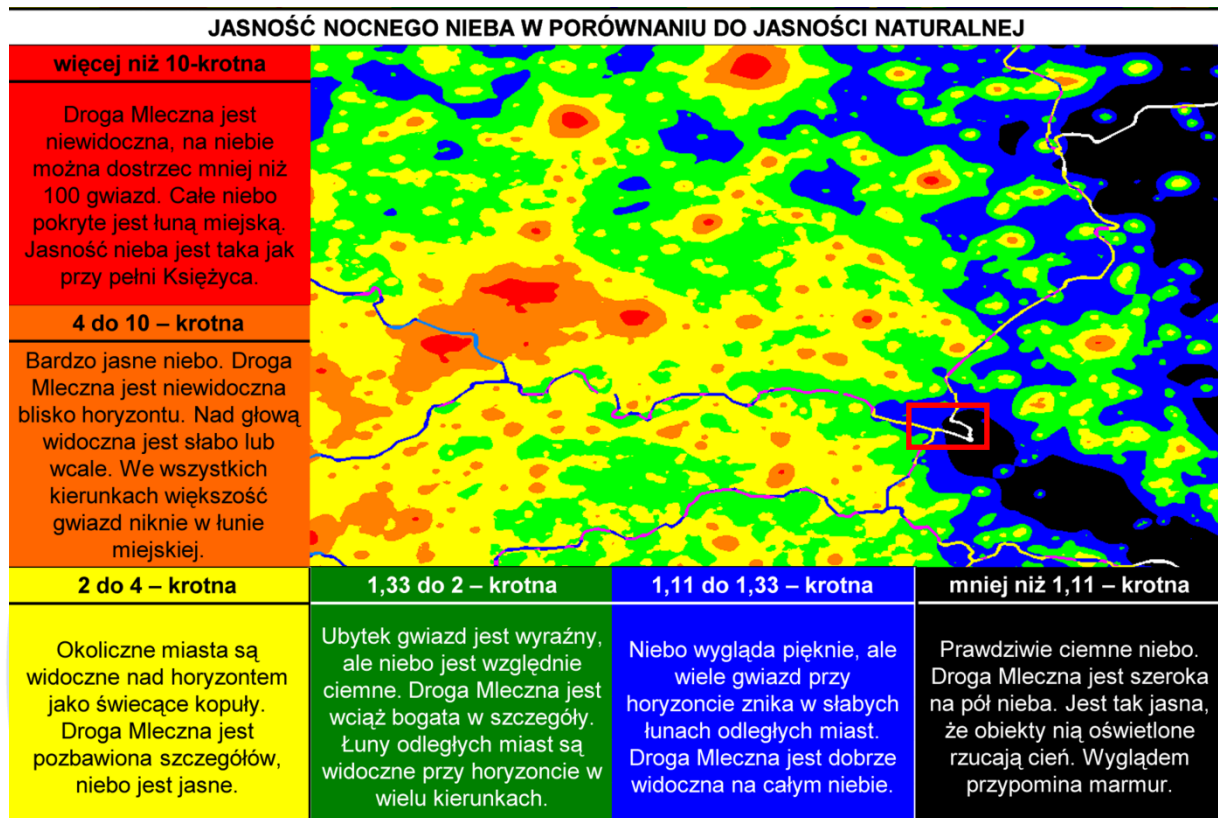 JASNOŚĆ NOCNEGO NIEBA W PORÓWNANIU DO JASNOŚCI NATURALNEJ
więcej niż 10-krotna
Droga Mleczna jest
niewidoczna, na niebie
można dostrzec mniej niż
100 gwiazd. Całe niebo
pokryte jest łuną miejską.
Jasność nieba jest taka jak
przy pełni Księżyca.
4 do 10 – krotna
Bardzo jasne niebo. Droga
Mleczna jest niewidoczna
blisko horyzontu. Nad głową
widoczna jest słabo lub
wcale. We wszystkich
kierunkach większość
gwiazd niknie w łunie
miejskiej.
2 do 4 – krotna
Okoliczne miasta są
widoczne nad horyzontem
jako świecące kopuły.
Droga Mleczna jest
pozbawiona szczegółów,
niebo jest jasne.
1,33 do 2 – krotna
Ubytek gwiazd jest wyraźny,
ale niebo jest względnie
ciemne. Droga Mleczna jest
wciąż bogata w szczegóły.
Łuny odległych miast są
widoczne przy horyzoncie w
wielu kierunkach.
1,11 do 1,33 – krotna
Niebo wygląda pięknie, ale
wiele gwiazd przy
horyzoncie znika w słabych
łunach odległych miast.
Droga Mleczna jest dobrze
widoczna na całym niebie.
mniej niż 1,11 – krotna
Prawdziwie ciemne niebo.
Droga Mleczna jest szeroka
na pół nieba. Jest tak jasna,
że obiekty nią oświetlone
rzucają cień. Wyglądem
przypomina marmur.